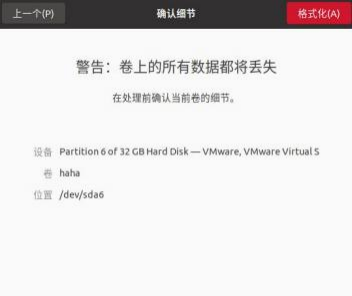 上一个(P) 确认细节 格式化(A)
警告：卷上的所有数据都将丢失
在处理前确认当前卷的细节。
设备 Partition 6 of 32 GB Hard Disk — VMware, VMware Virtual S
卷 haha
位置 /dev/sda6